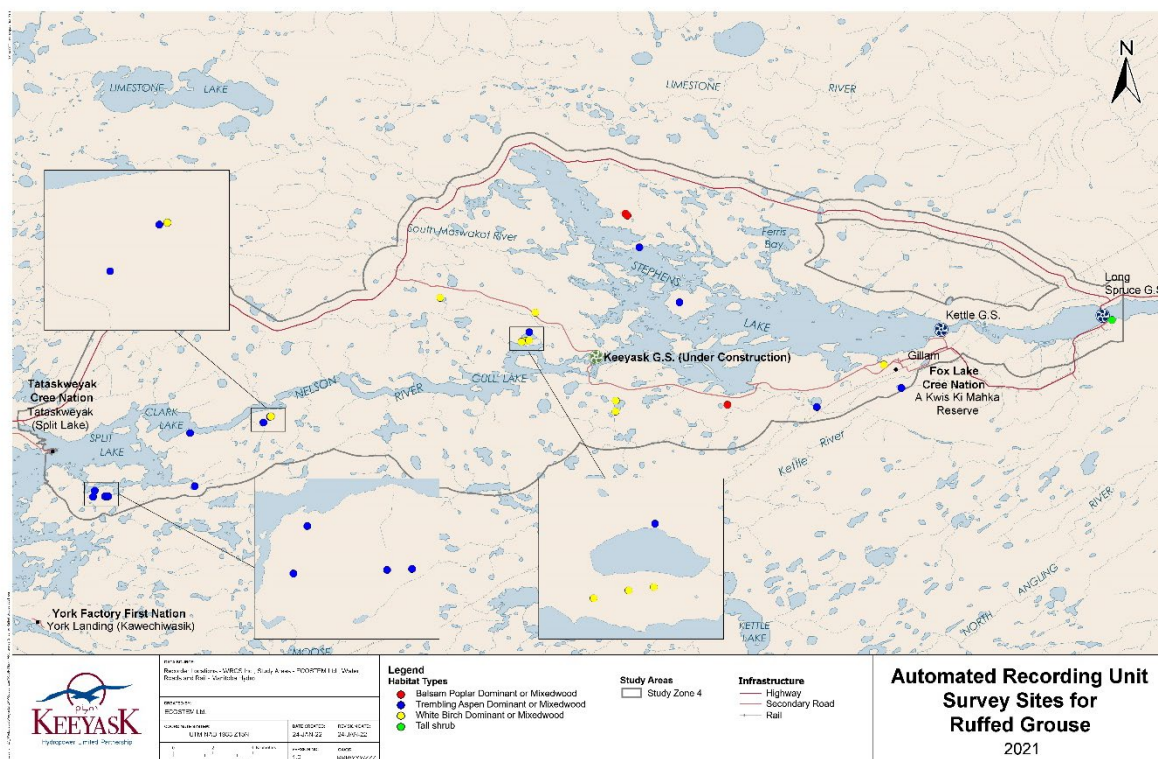 N
LIMESTONE LAKE
LIMESTONE RIVER
South Moswakot River
Ferris
Bay
STEPHENS
LAKE
Long
Spruce G.S.
Kettle G.S.
Keeyask G.S. (Under Construction)
Gillam
Fox Lake
Cree Nation
A Kwis Ki Mahka
Reserve
GULL LAKE
NELSON
RIVER
Tataskweyak
Cree Nation
Tataskweyak
(Split Lake)
CLARK
LAKE
SPLIT
LAKE
Kettle River
NORTH ANGLING RIVER
KETTLE
LAKE
York Factory First Nation
York Landing (Kawechiwasik)
MOOSE
KEEYASK
Hydropower Limited Partnership
ECOSTEM Ltd.
DATE CREATED:
24-JAN-22
24-JAN-22
Legend
Habitat Types
Balsam Poplar Dominant or Mixedwood
Trembling Aspen Dominant or Mixedwood
White Birch Dominant or Mixedwood
Tall shrub
Study Areas
Study Zone 4
Infrastructure
Highway
Secondary Road
Rail
Automated Recording Unit
Survey Sites for
Ruffed Grouse
2021